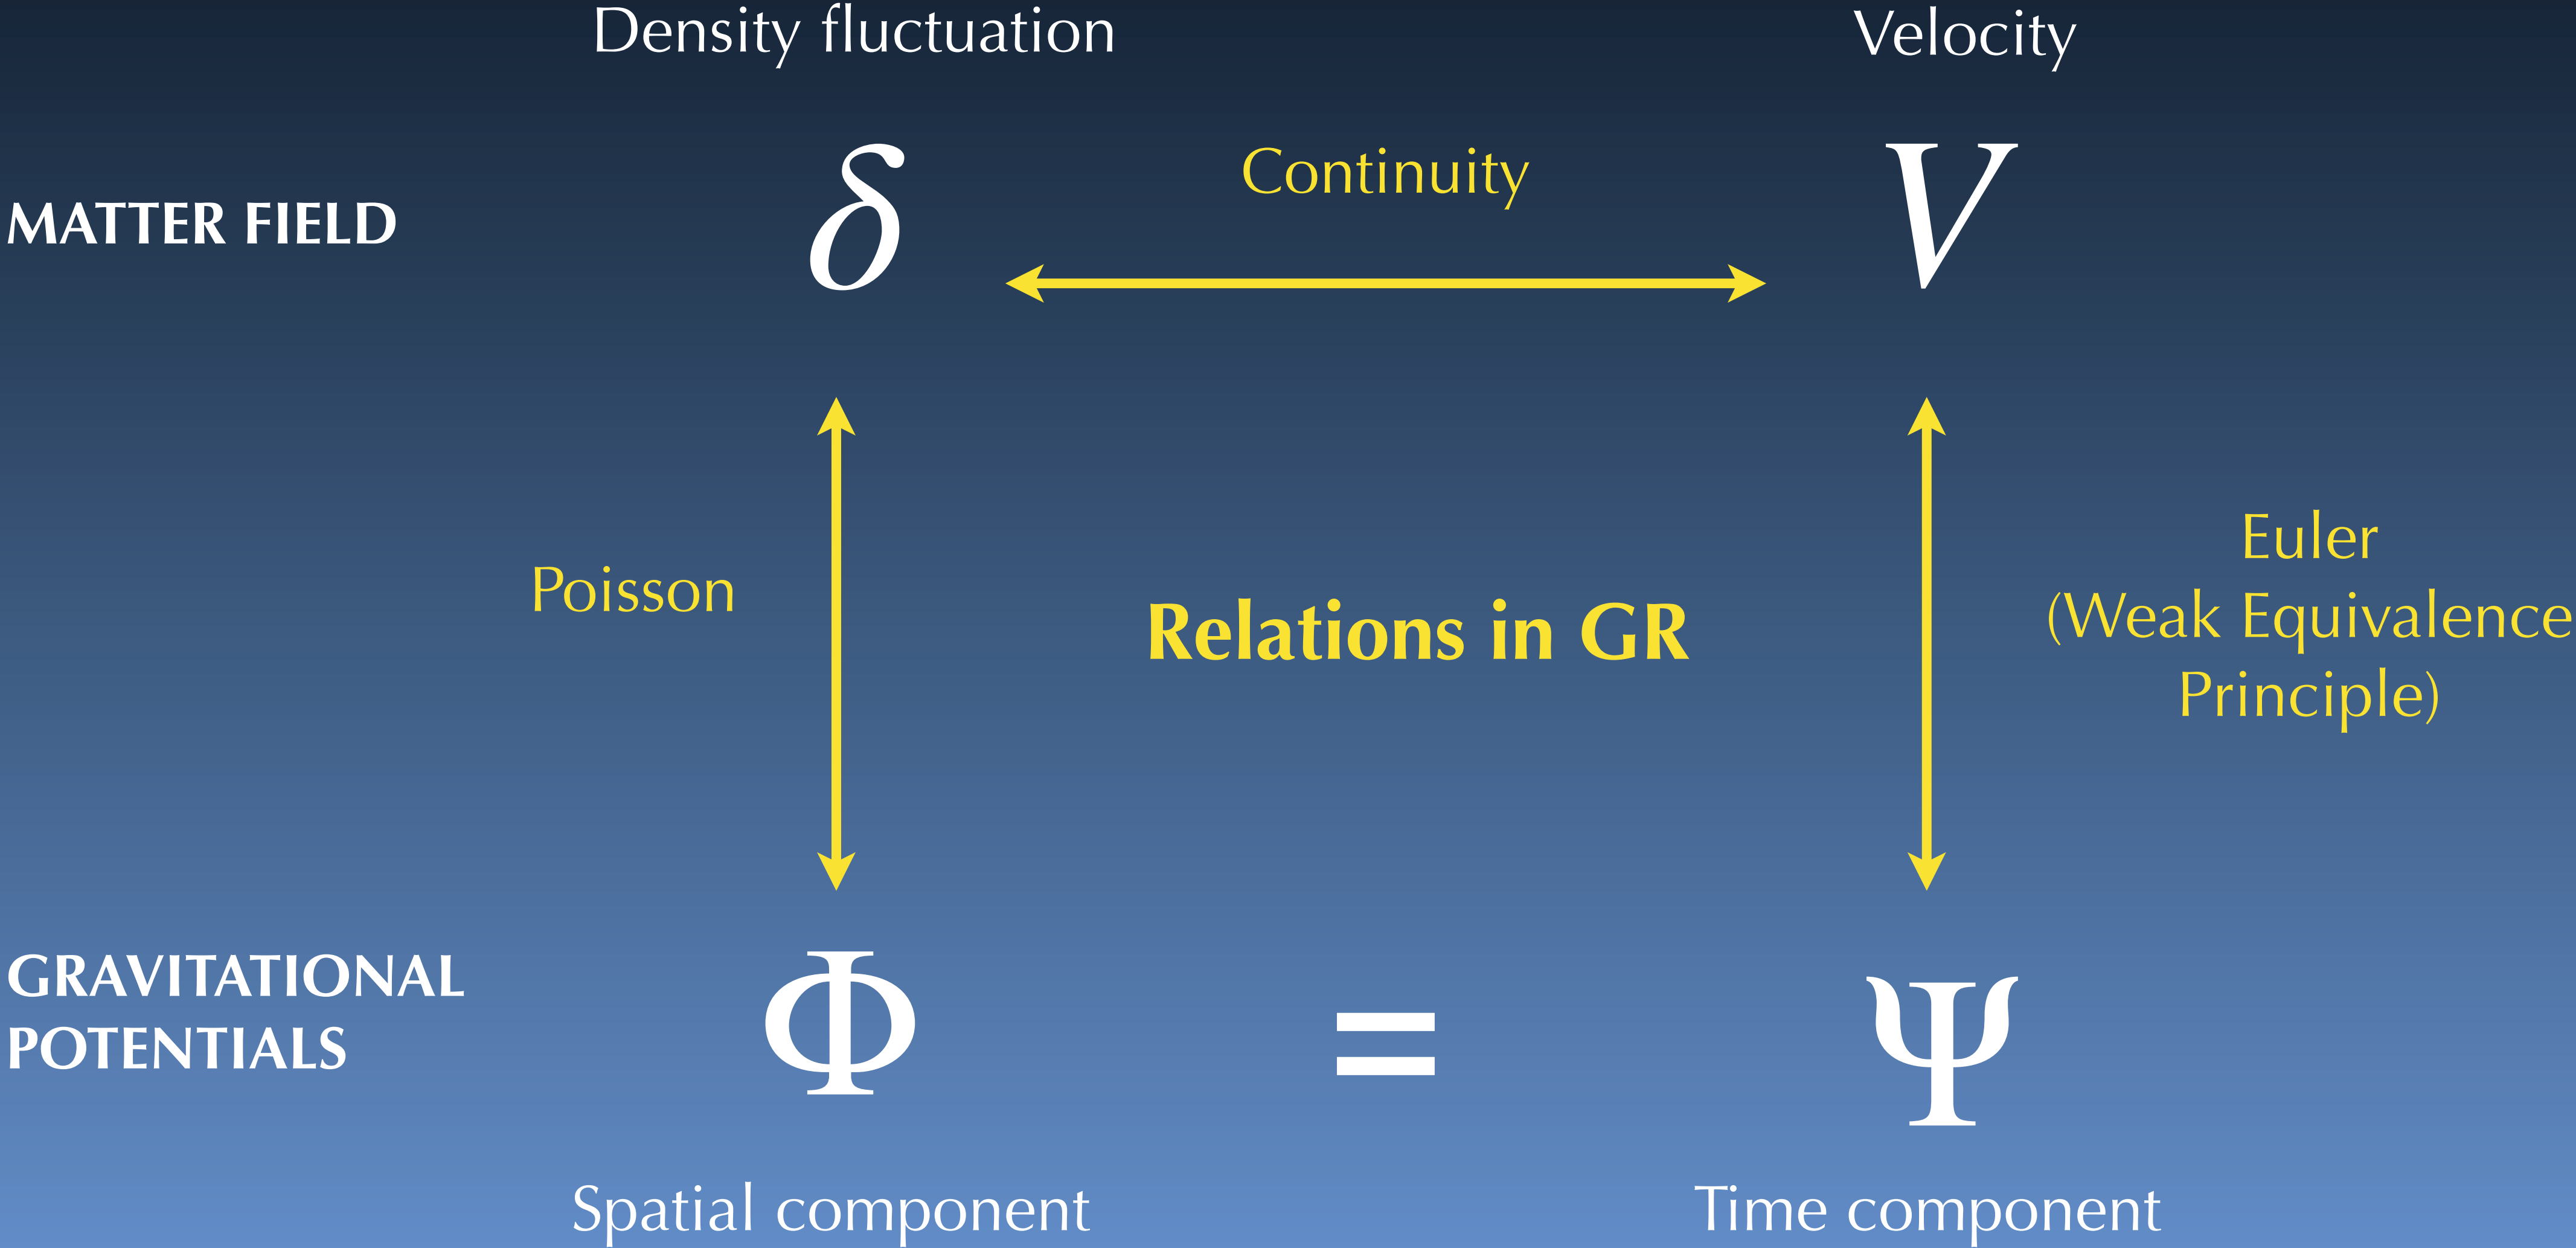 Density fluctuation
Velocity
MATTER FIELD
δ
Continuity
V
Poisson
Relations in GR
Euler
(Weak Equivalence
Principle)
GRAVITATIONAL
POTENTIALS
Φ
=
Ψ
Spatial component
Time component